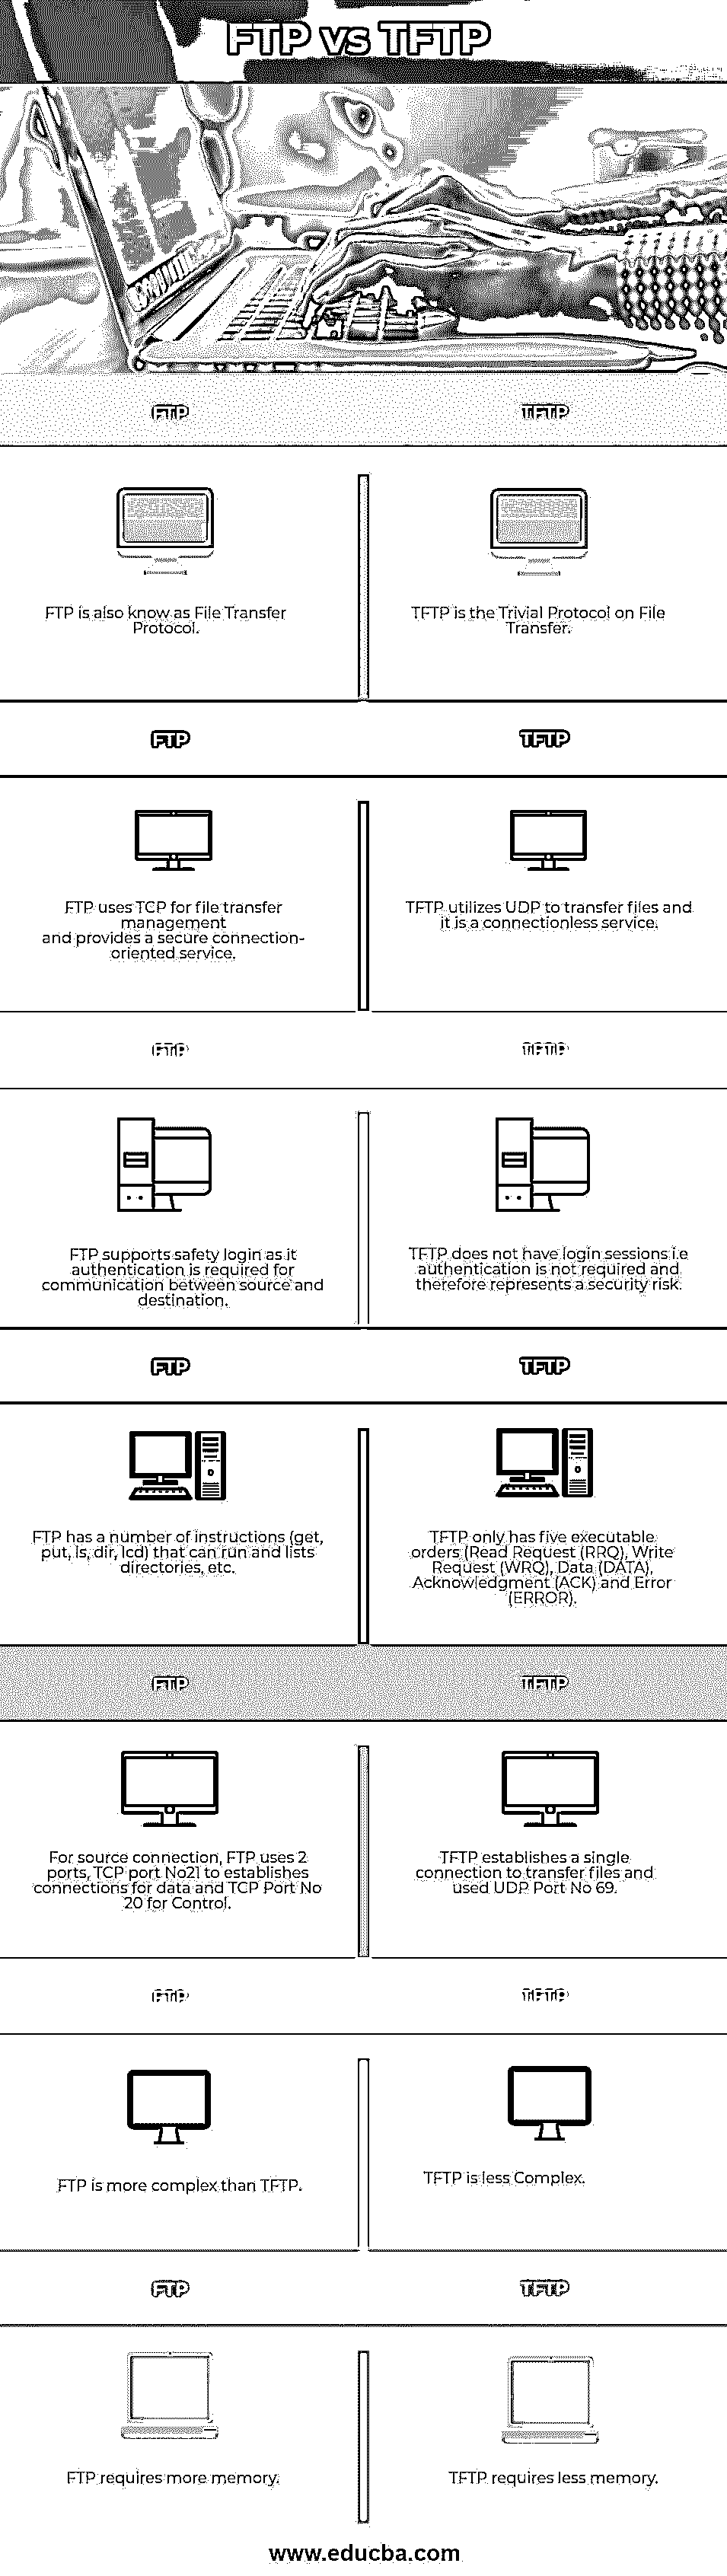 FTP vs TFTP
FTP
TFTP
FTP is also know as File Transfer
Protocol.
TFTP is the Trivial Protocol on File
Transfer.
FTP
TFTP
FTP uses TCP for file transfer
management
and provides a secure connection-
oriented service.
TFTP utilizes UDP to transfer files and
it is a connectionless service.
FTP
TFTP
FTP supports safety login as it
authentication is required for
communication between source and
destination.
TFTP does not have login sessions i.e
authentication is not required and
therefore represents a security risk.
FTP
TFTP
FTP has a number of instructions (get,
put, ls, dir, lcd) that can run and lists
directories, etc.
TFTP only has five executable
orders (Read Request (RRQ), Write
Request (WRQ), Data (DATA),
Acknowledgment (ACK) and Error
(ERROR).
FTP
TFTP
For source connection, FTP uses 2
ports, TCP port No21 to establishes
connections for data and TCP Port No
20 for Control.
TFTP establishes a single
connection to transfer files and
used UDP Port No 69.
FTP
TFTP
FTP is more complex than TFTP.
TFTP is less Complex.
FTP
TFTP
FTP requires more memory.
TFTP requires less memory.
www.educba.com